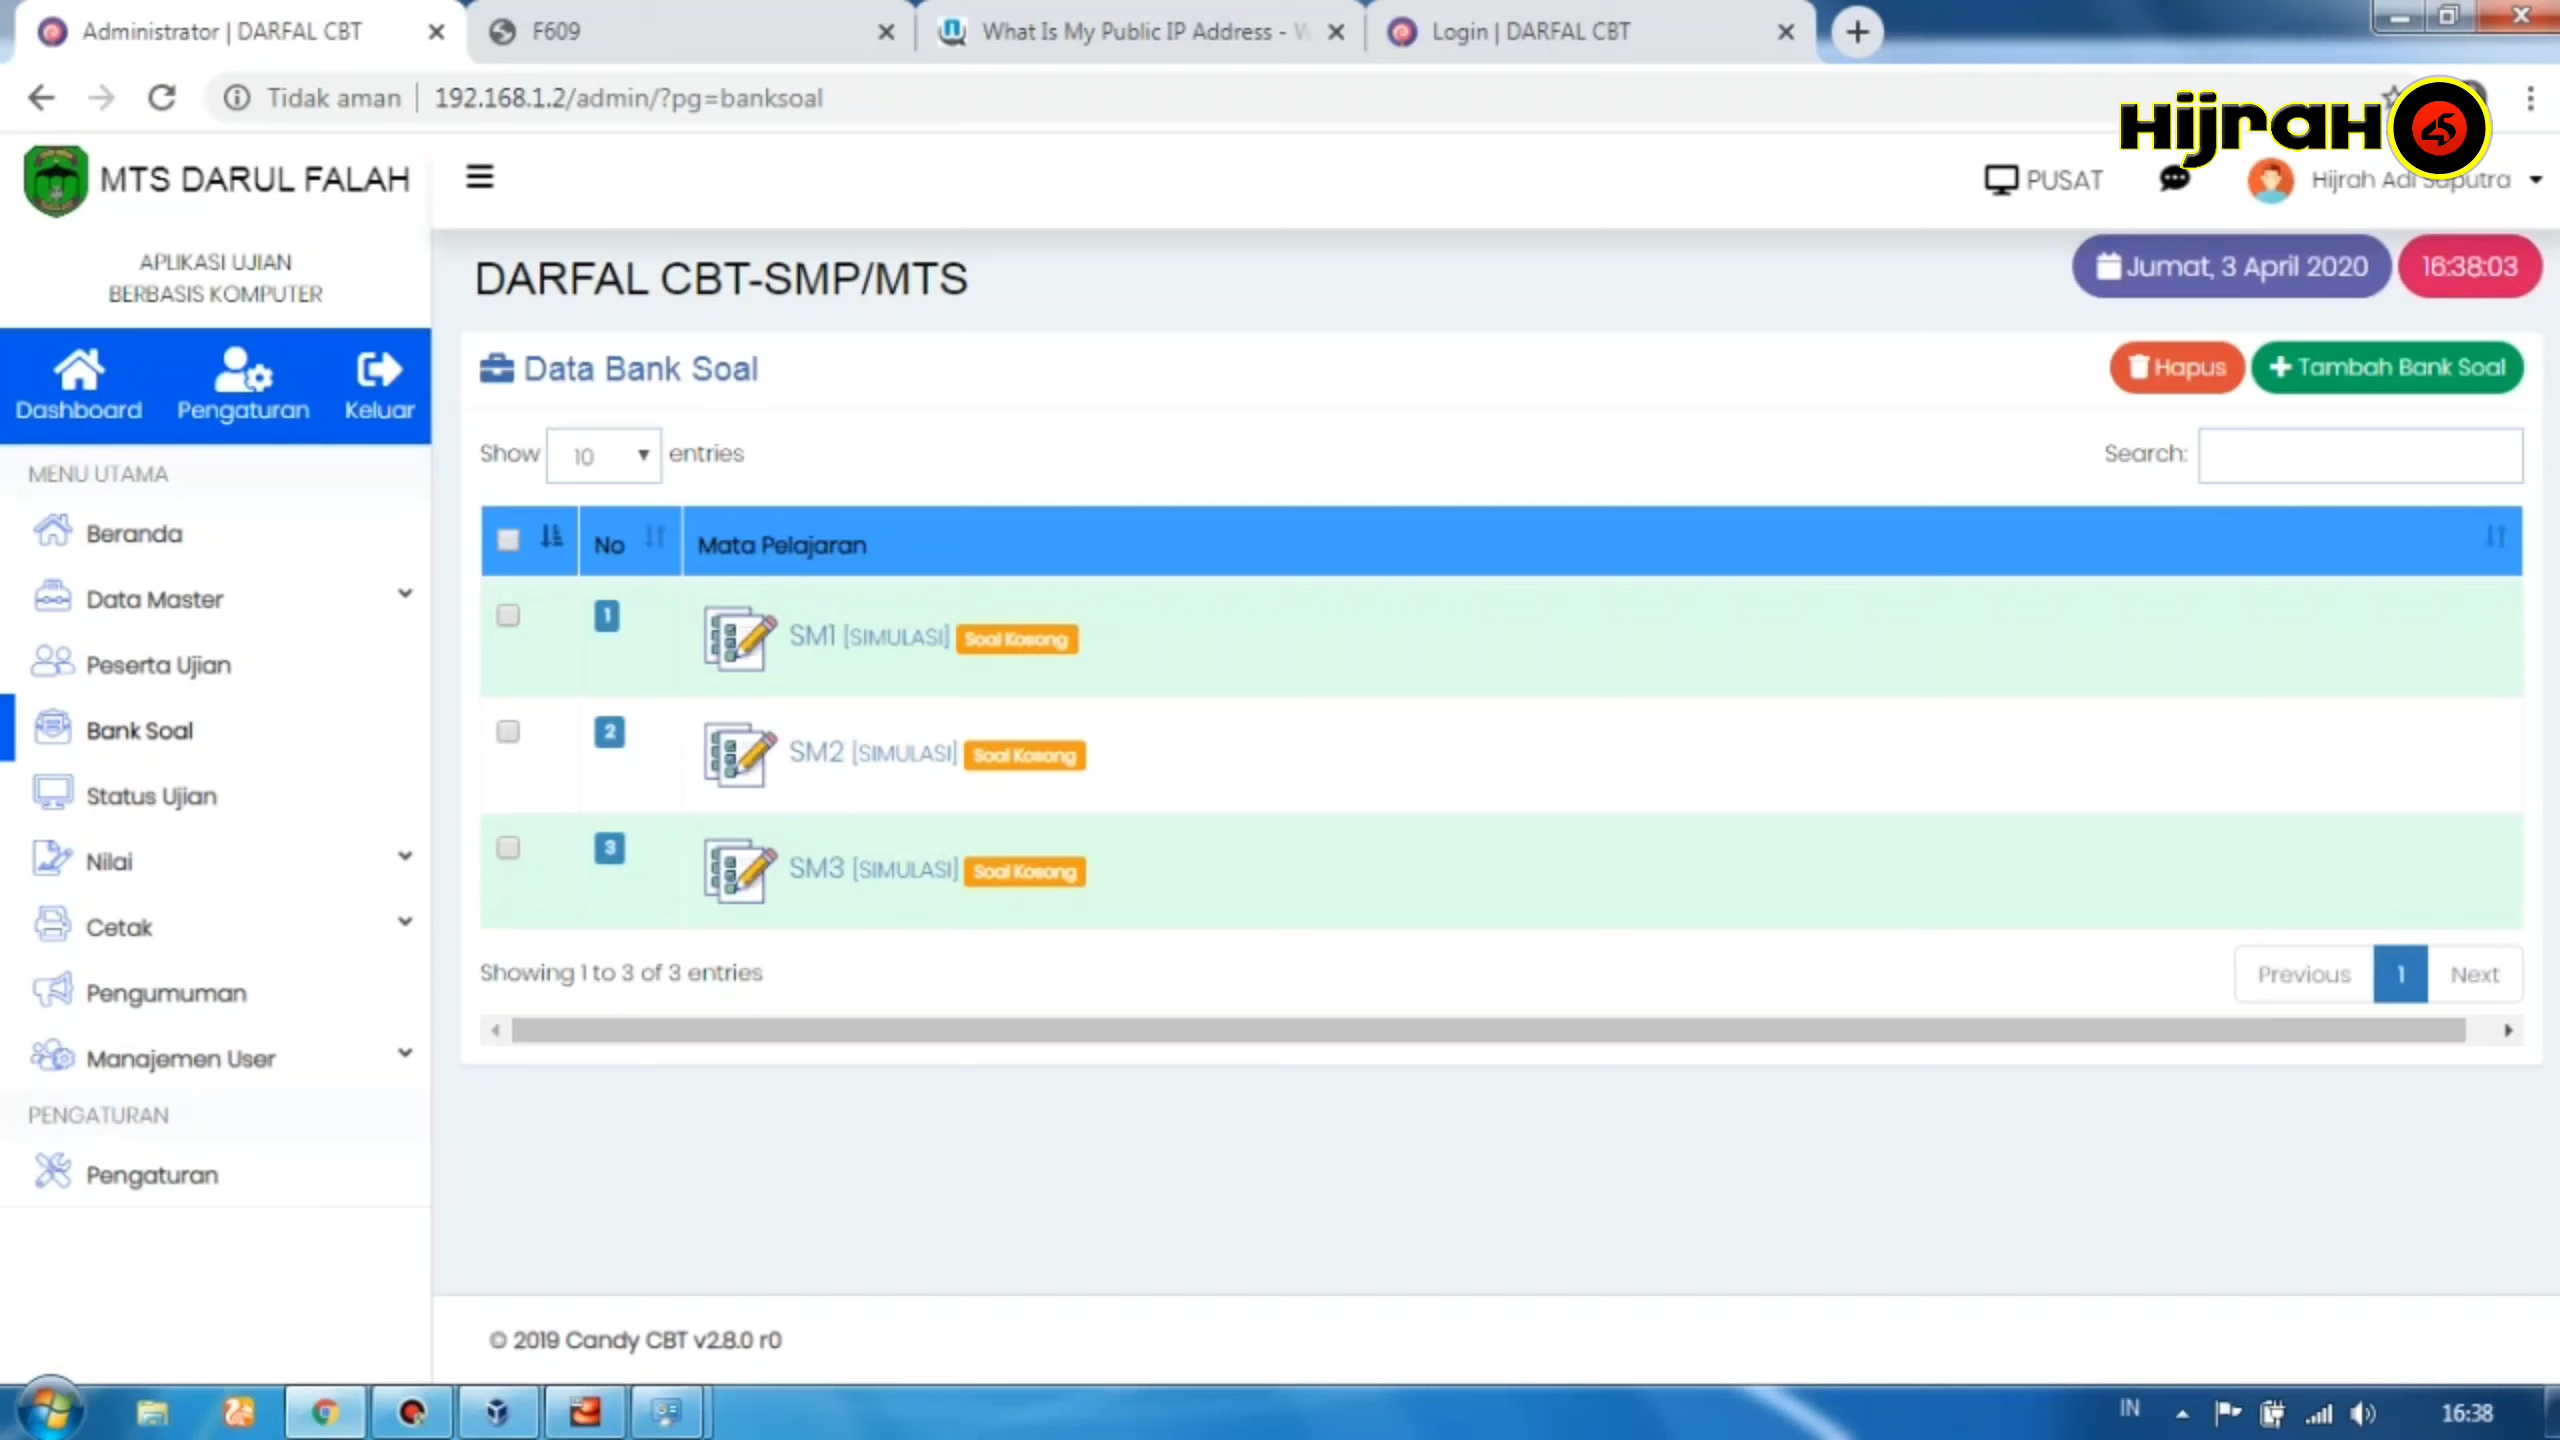 Administrator | DARFAL CBT
F609
What Is My Public IP Address - W
Login | DARFAL CBT
Tidak aman
192.168.1.2/admin/?pg=banksoal
HijraH
45
MTS DARUL FALAH
PUSAT
Hijrah Adi Saputra
APLIKASI UJIAN
BERBASIS KOMPUTER
DARFAL CBT-SMP/MTS
Jumat, 3 April 2020
16:38:03
Dashboard
Pengaturan
Keluar
Data Bank Soal
Hapus
Tambah Bank Soal
Show 10 entries
Search:
MENU UTAMA
Beranda
Data Master
Peserta Ujian
Bank Soal
Status Ujian
Nilai
Cetak
Pengumuman
Manajemen User
PENGATURAN
Pengaturan
No
Mata Pelajaran
1
SM1 [SIMULASI] Soal Kosong
2
SM2 [SIMULASI] Soal Kosong
3
SM3 [SIMULASI] Soal Kosong
Showing 1 to 3 of 3 entries
Previous 1 Next
© 2019 Candy CBT v2.8.0 r0
IN
16:38